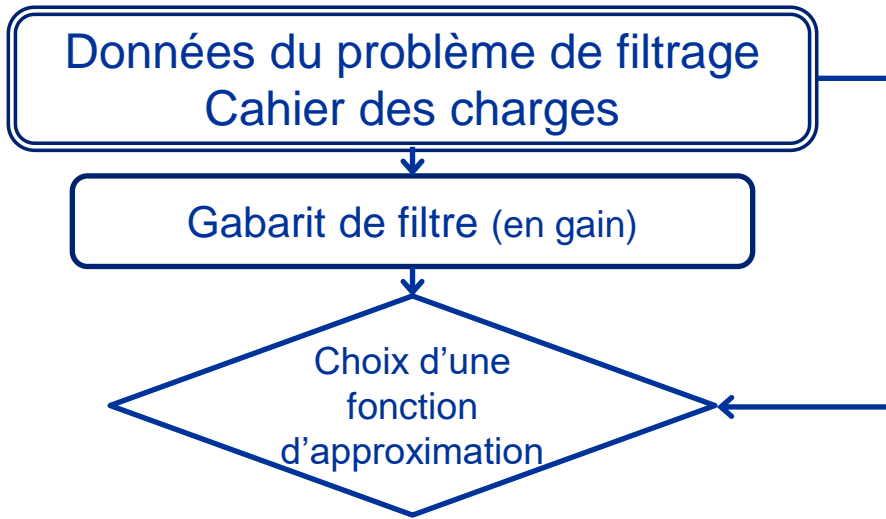 Données du problème de filtrage
Cahier des charges
Gabarit de filtre (en gain)
Choix d’une
fonction
d’approximation